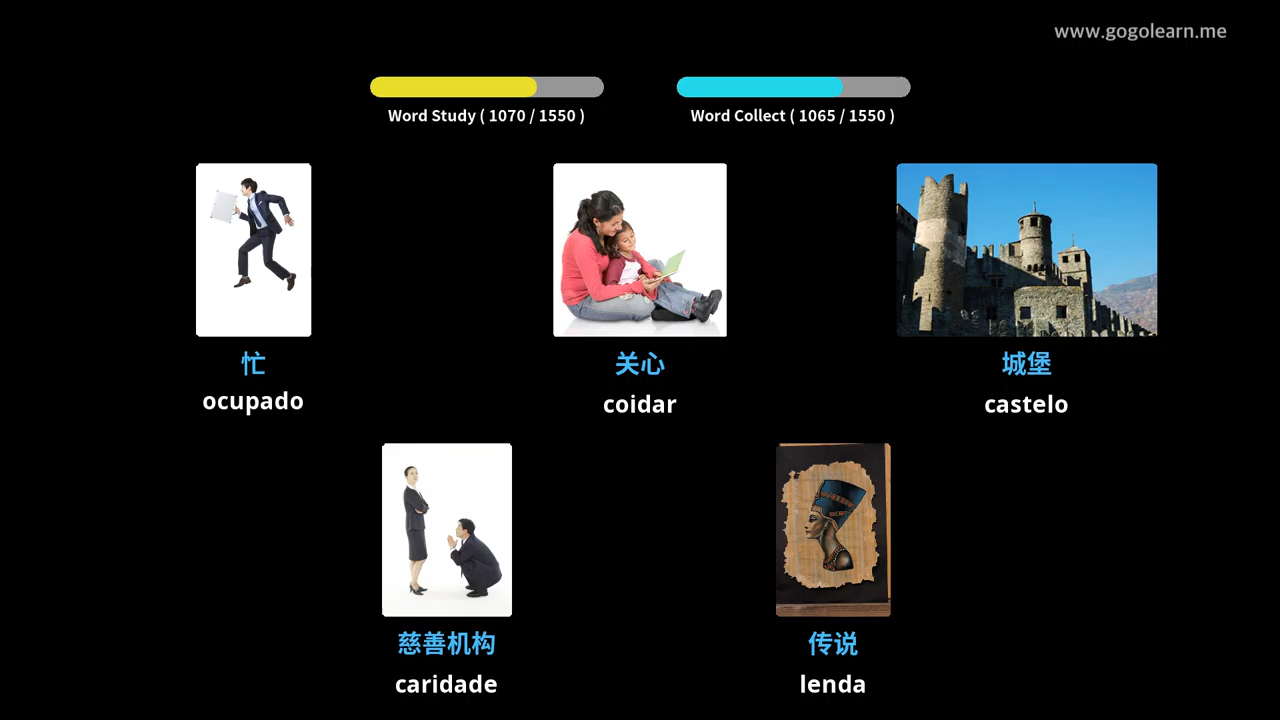 www.gogolearn.me
Word Study ( 1070 / 1550 )
Word Collect ( 1065 / 1550 )
忙
ocupado
关心
coidar
城堡
castelo
慈善机构
caridade
传说
lenda